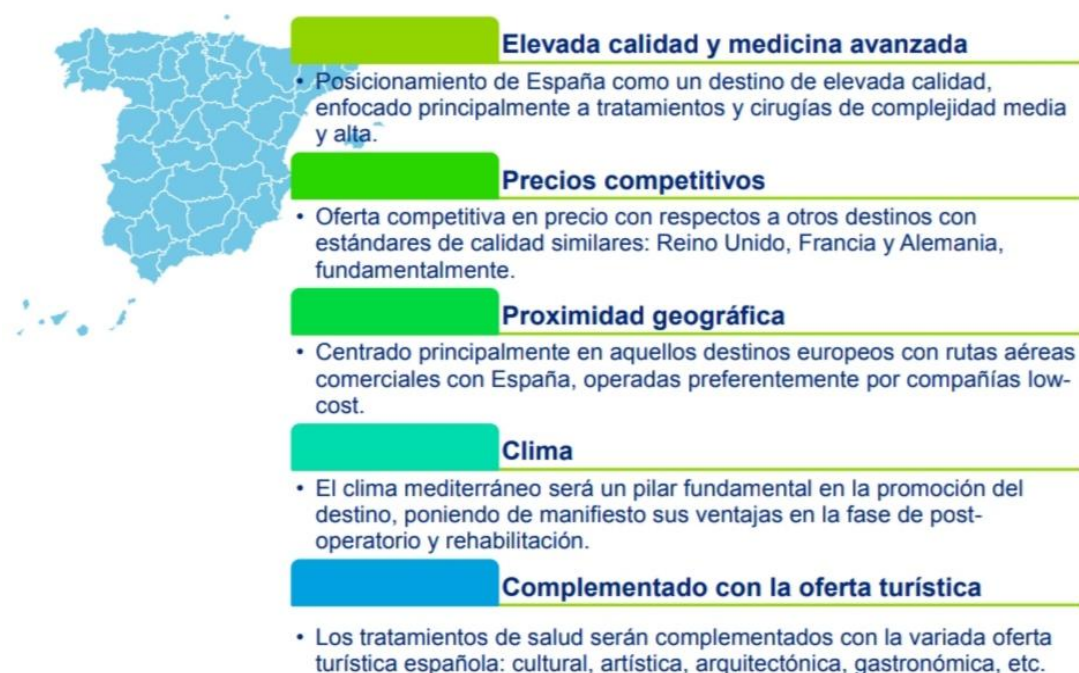 Elevada calidad y medicina avanzada
• Posicionamiento de España como un destino de elevada calidad,
enfocado principalmente a tratamientos y cirugías de complejidad media
y alta.
Precios competitivos
• Oferta competitiva en precio con respectos a otros destinos con
estándares de calidad similares: Reino Unido, Francia y Alemania,
fundamentalmente.
Proximidad geográfica
• Centrado principalmente en aquellos destinos europeos con rutas aéreas
comerciales con España, operadas preferentemente por compañías low-
cost.
Clima
• El clima mediterráneo será un pilar fundamental en la promoción del
destino, poniendo de manifiesto sus ventajas en la fase de post-
operatorio y rehabilitación.
Complementado con la oferta turística
• Los tratamientos de salud serán complementados con la variada oferta
turística española: cultural, artística, arquitectónica, gastronómica, etc.